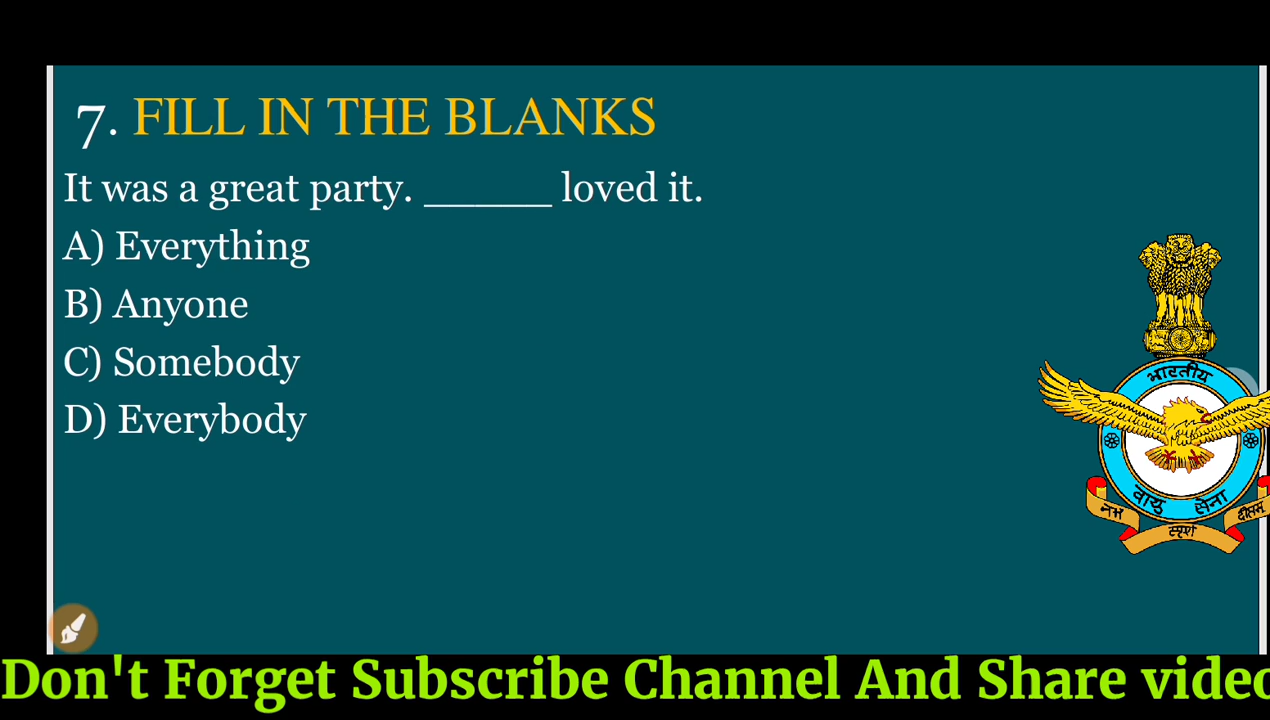 7. FILL IN THE BLANKS
It was a great party. ______ loved it.
A) Everything
B) Anyone
C) Somebody
D) Everybody
भारतीय
वायु सेना
नभः स्पृशं दीप्तम्
Don't Forget Subscribe Channel And Share video